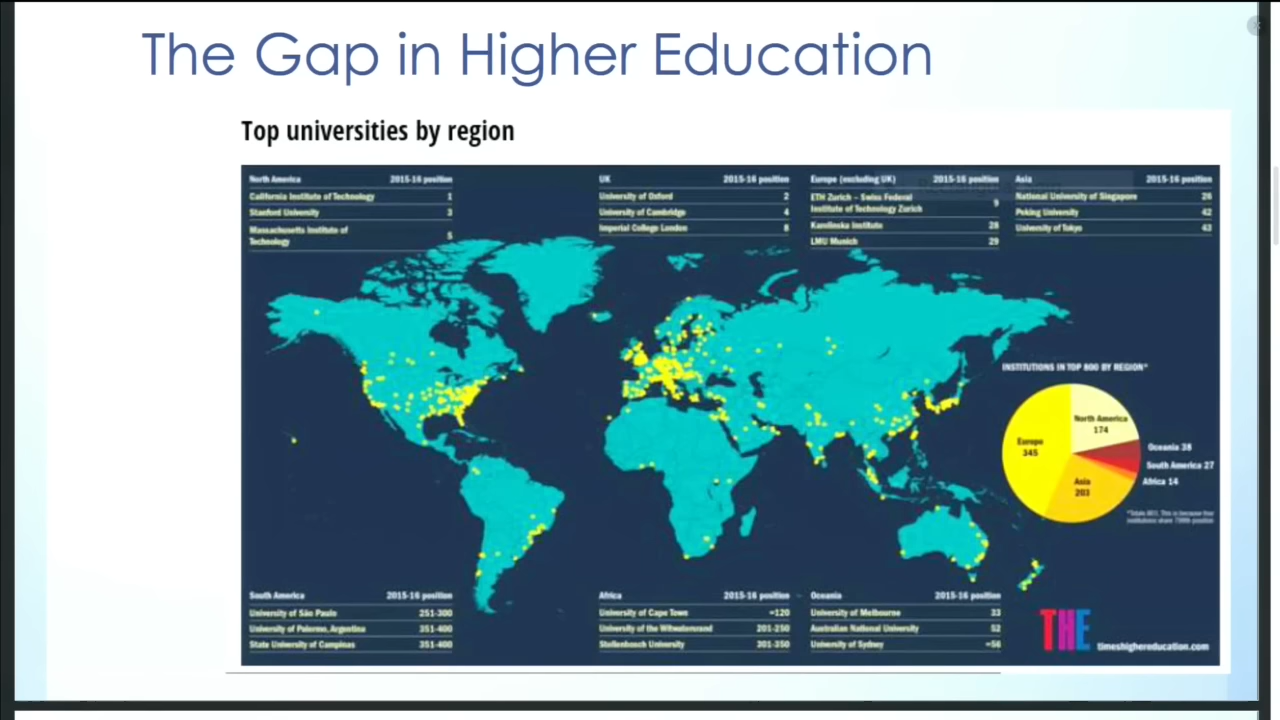 The Gap in Higher Education
Top universities by region
North America 2015-16 position
California Institute of Technology 1
Stanford University 3
Massachusetts Institute of
Technology 5
UK 2015-16 position
University of Oxford 2
University of Cambridge 4
Imperial College London 8
Europe (excluding UK) 2015-16 position
ETH Zurich – Swiss Federal
Institute of Technology Zurich 9
Karolinska Institute 28
LMU Munich 29
Asia 2015-16 position
National University of Singapore 26
Peking University 42
University of Tokyo 43
INSTITUTIONS IN TOP 800 BY REGION*
North America
174
Europe
345
Oceania 38
South America 27
Asia
203
Africa 14
*Totals 801. This is because four
institutions share 799th position
South America 2015-16 position
University of São Paulo 251-300
University of Palermo, Argentina 351-400
State University of Campinas 351-400
Africa 2015-16 position
University of Cape Town =120
University of the Witwatersrand 201-250
Stellenbosch University 301-350
Oceania 2015-16 position
University of Melbourne 33
Australian National University 52
University of Sydney =56
THE timeshighereducation.com